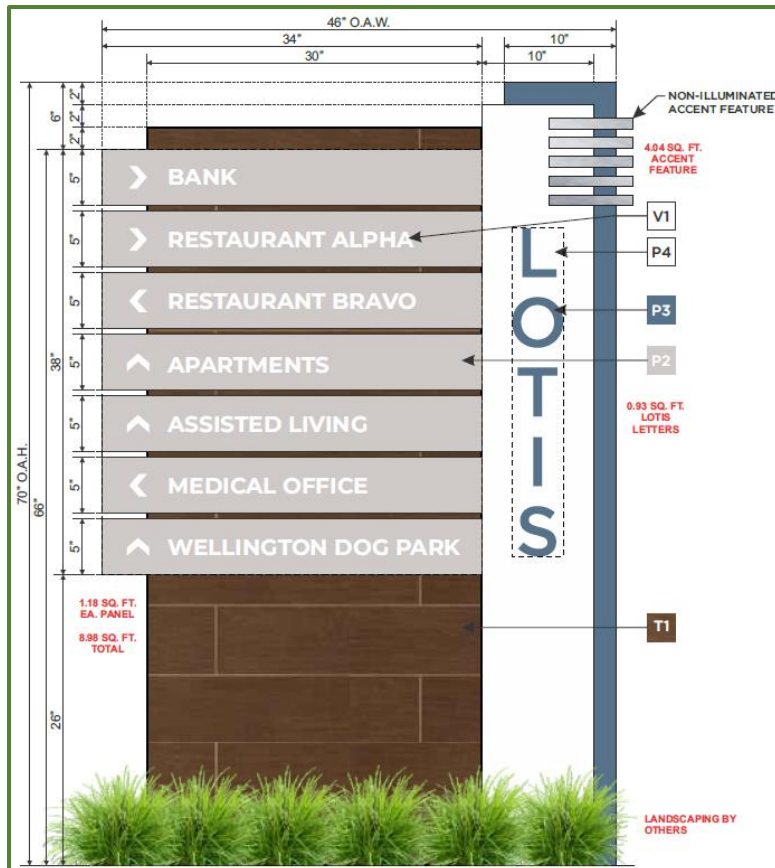 46" O.A.W.
34"
10"
30"
10"
2"
6"
2"
2"
NON-ILLUMINATED
ACCENT FEATURE
4.04 SQ. FT.
ACCENT
FEATURE
5"
BANK
V1
5"
RESTAURANT ALPHA
P4
5"
RESTAURANT BRAVO
P3
38"
5"
APARTMENTS
P2
5"
ASSISTED LIVING
0.93 SQ. FT.
LOTIS
LETTERS
70" O.A.H.
66"
5"
MEDICAL OFFICE
5"
WELLINGTON DOG PARK
LOTIS
1.18 SQ. FT.
EA. PANEL
8.98 SQ. FT.
TOTAL
T1
26"
LANDSCAPING BY
OTHERS